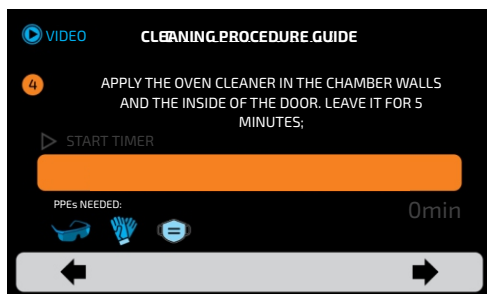 VIDEO
CLEANING PROCEDURE GUIDE
4
APPLY THE OVEN CLEANER IN THE CHAMBER WALLS
AND THE INSIDE OF THE DOOR. LEAVE IT FOR 5
MINUTES;
START TIMER
PPEs NEEDED:
0min